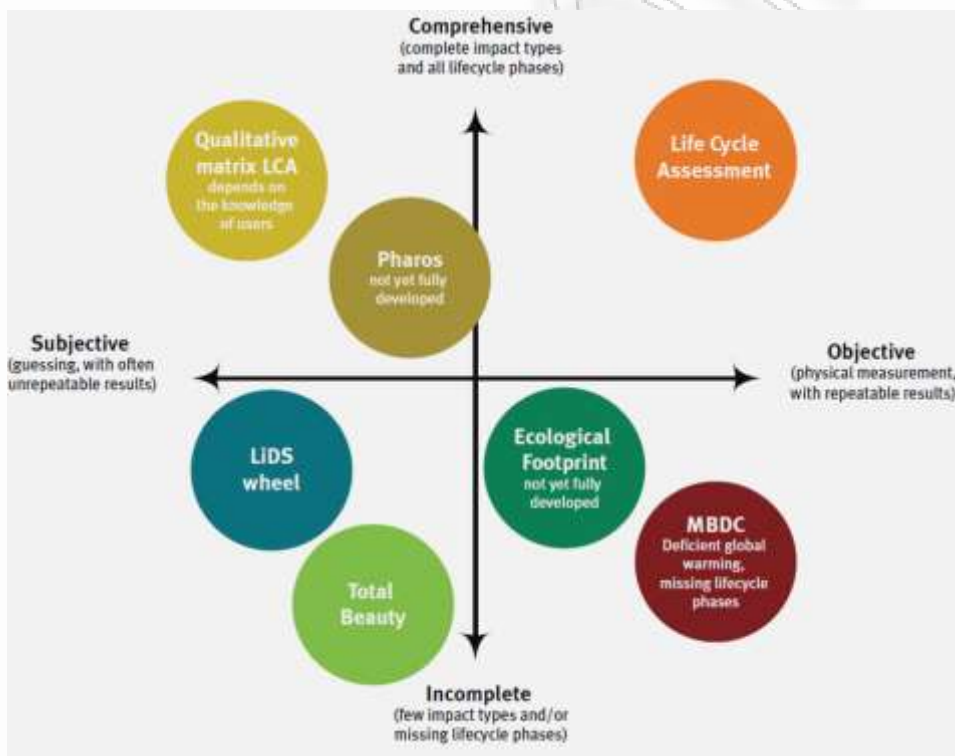 Comprehensive
(complete impact types
and all lifecycle phases)
Qualitative
matrix LCA
depends on
the knowledge
of users
Life Cycle
Assessment
Pharos
not yet fully
developed
Subjective
(guessing, with often
unrepeatable results)
Objective
(physical measurement,
with repeatable results)
LiDS
wheel
Ecological
Footprint
not yet fully
developed
MBDC
Deficient global
warming,
missing lifecycle
phases
Total
Beauty
Incomplete
(few impact types and/or
missing lifecycle phases)